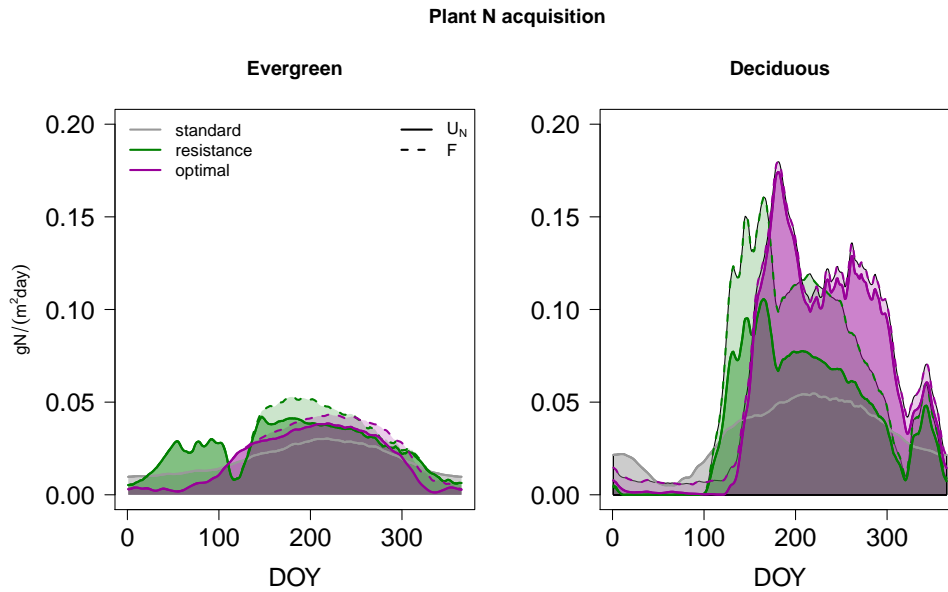 Plant N acquisition
Evergreen
Deciduous
gN/(m²day)
0.20
0.15
0.10
0.05
0.00
standard
resistance
optimal
U_N
F
0
100
200
300
DOY
0.20
0.15
0.10
0.05
0.00
0
100
200
300
DOY